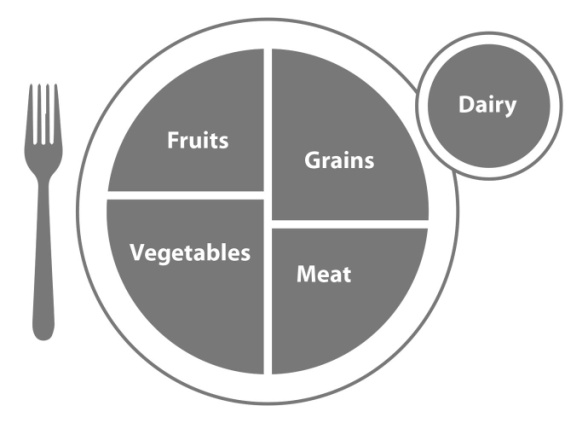 Fruits
Grains
Dairy
Vegetables
Meat